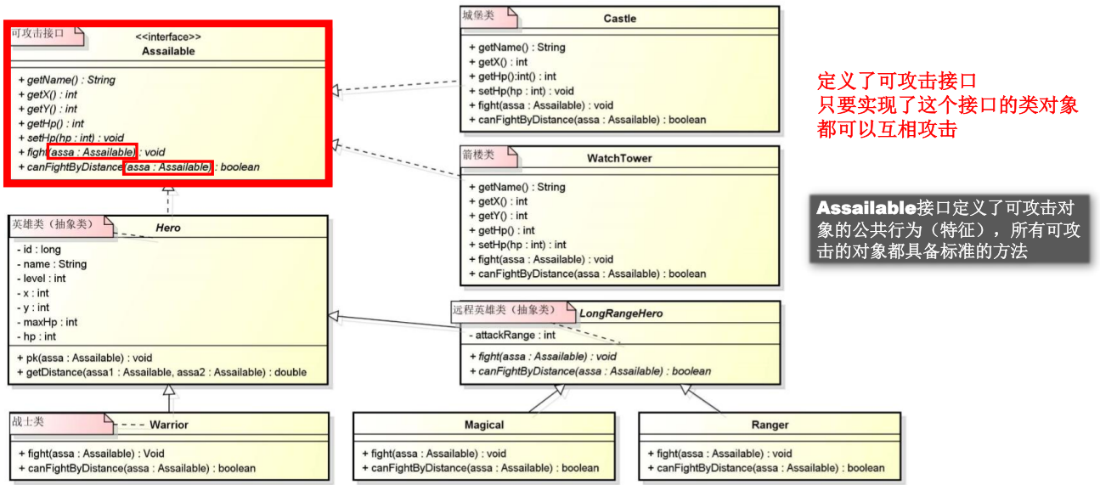 可攻击接口
<<interface>>
Assailable
+ getName() : String
+ getX() : int
+ getY() : int
+ getHp() : int
+ setHp(hp : int) : void
+ fight(assa : Assailable) : void
+ canFightByDistance(assa : Assailable) : boolean
城堡类
Castle
+ getName() : String
+ getX() : int
+ getHp():int() : int
+ setHp(hp : int) : void
+ fight(assa : Assailable) : void
+ canFightByDistance(assa : Assailable) : boolean
定义了可攻击接口
只要实现了这个接口的类对象
都可以互相攻击
箭楼类
WatchTower
+ getName() : String
+ getX() : int
+ getY() : int
+ getHp() : int
+ setHp(hp : int) : int
+ fight(assa : Assailable) : void
+ canFightByDistance(assa : Assailable) : boolean
Assailable接口定义了可攻击对
象的公共行为（特征），所有可攻
击的对象都具备标准的方法
英雄类（抽象类）
Hero
- id : long
- name : String
- level : int
- x : int
- y : int
- maxHp : int
- hp : int
+ pk(assa : Assailable) : void
+ getDistance(assa1 : Assailable, assa2 : Assailable) : double
远程英雄类（抽象类）
LongRangeHero
- attackRange : int
+ fight(assa : Assailable) : void
+ canFightByDistance(assa : Assailable) : boolean
战士类
Warrior
+ fight(assa : Assailable) : Void
+ canFightByDistance(assa : Assailable) : boolean
Magical
+ fight(assa : Assailable) : void
+ canFightByDistance(assa : Assailable) : boolean
Ranger
+ fight(assa : Assailable) : void
+ canFightByDistance(assa : Assailable) : boolean